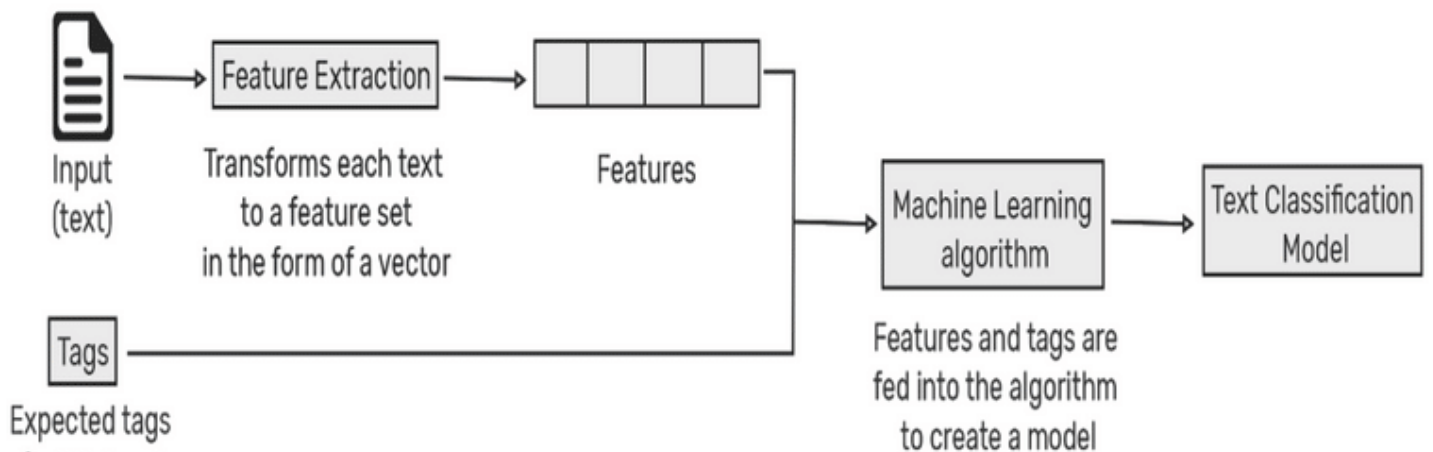 Input
(text)
Feature Extraction
Transforms each text
to a feature set
in the form of a vector
Features
Tags
Expected tags
Machine Learning
algorithm
Features and tags are
fed into the algorithm
to create a model
Text Classification
Model